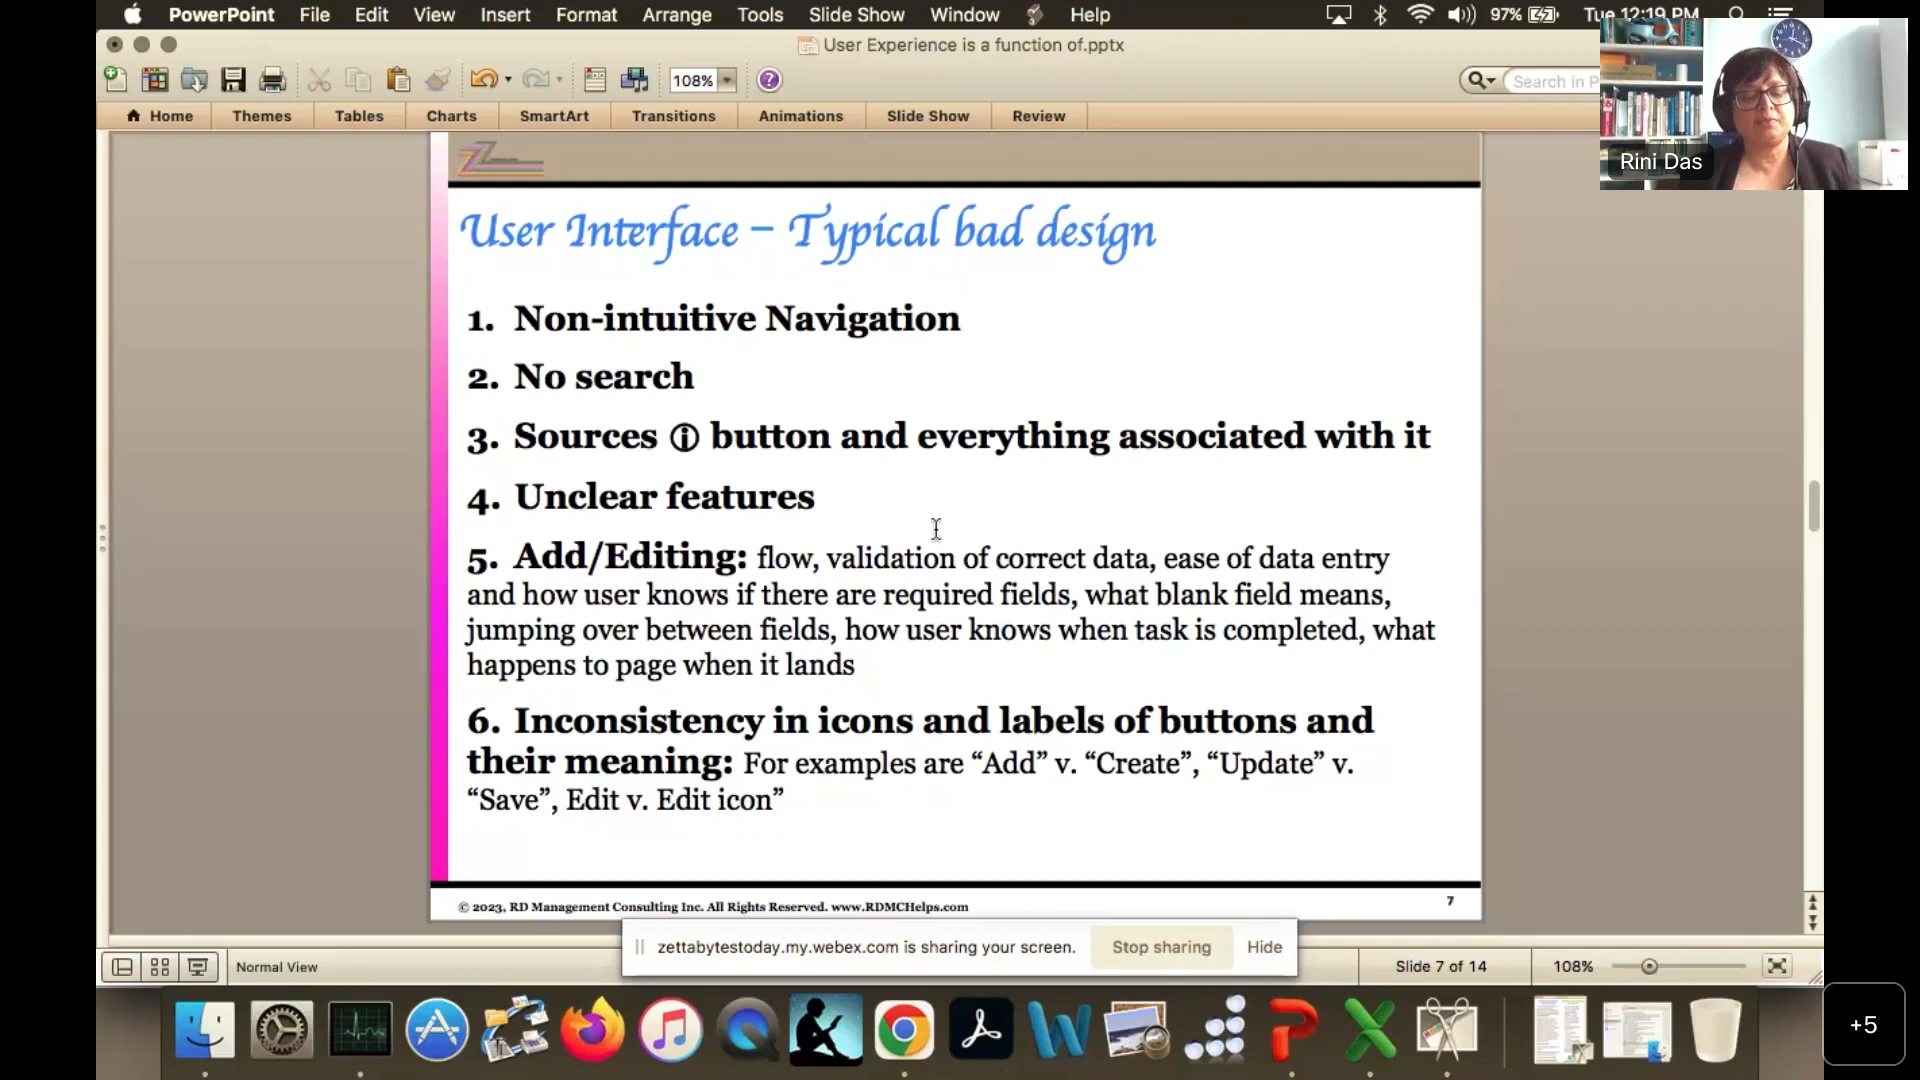 PowerPoint File Edit View Insert Format Arrange Tools Slide Show Window Help 97% Tue 12:19 PM
User Experience is a function of.pptx
108% Search in P
Home Themes Tables Charts SmartArt Transitions Animations Slide Show Review
Rini Das
User Interface – Typical bad design
1. Non-intuitive Navigation
2. No search
3. Sources ⓘ button and everything associated with it
4. Unclear features
5. Add/Editing: flow, validation of correct data, ease of data entry
and how user knows if there are required fields, what blank field means,
jumping over between fields, how user knows when task is completed, what
happens to page when it lands
6. Inconsistency in icons and labels of buttons and
their meaning: For examples are “Add” v. “Create”, “Update” v.
“Save”, Edit v. Edit icon”
© 2023, RD Management Consulting Inc. All Rights Reserved. www.RDMCHelps.com 7
zettabytestoday.my.webex.com is sharing your screen. Stop sharing Hide
Normal View Slide 7 of 14 108%
+5